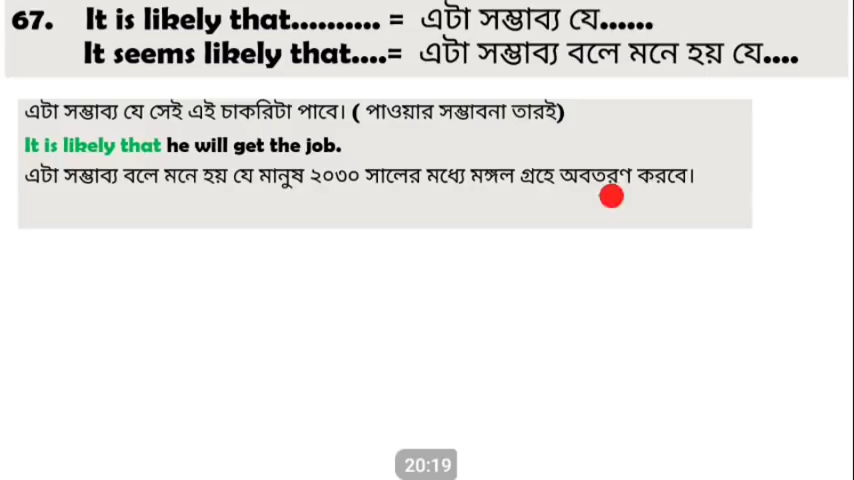 67. It is likely that.......... = এটা সম্ভাব্য যে......
It seems likely that....= এটা সম্ভাব্য বলে মনে হয় যে....
এটা সম্ভাব্য যে সেই এই চাকরিটা পাবে। ( পাওয়ার সম্ভাবনা তারই)
It is likely that he will get the job.
এটা সম্ভাব্য বলে মনে হয় যে মানুষ ২০৩০ সালের মধ্যে মঙ্গল গ্রহে অবতরণ করবে।
20:19